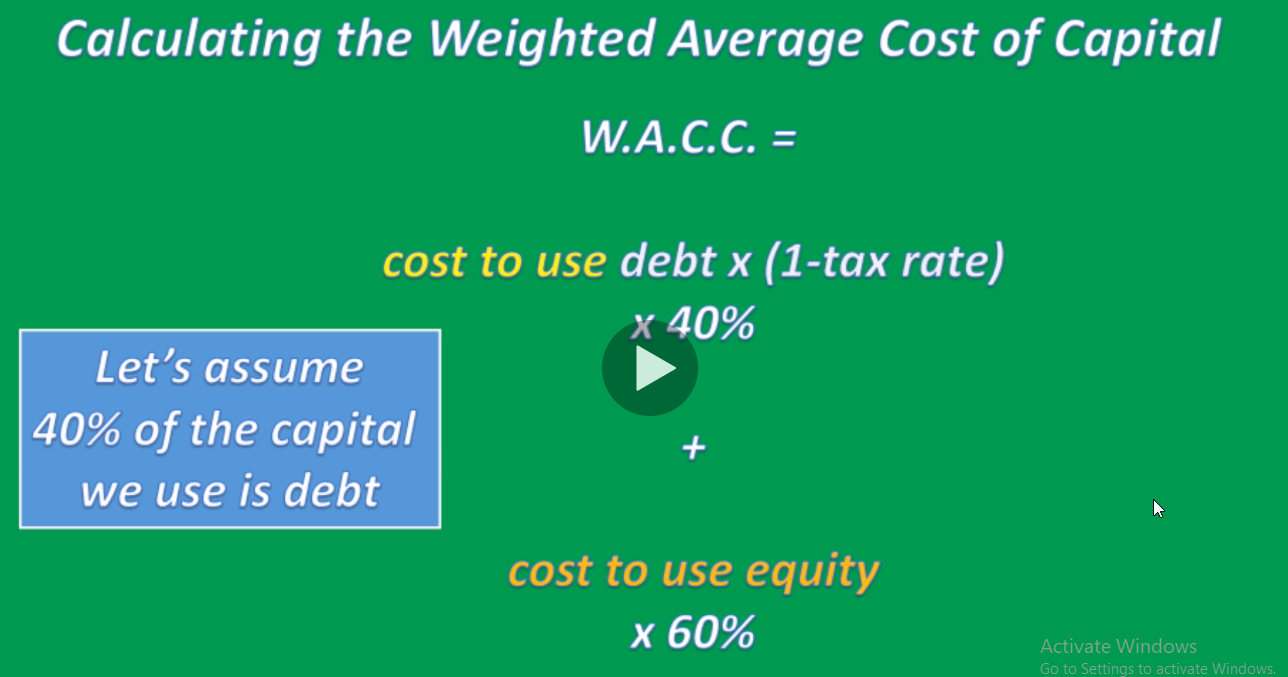 Calculating the Weighted Average Cost of Capital
W.A.C.C. =
cost to use debt x (1-tax rate)
x 40%
Let’s assume
40% of the capital
we use is debt
+
cost to use equity
x 60%
Activate Windows
Go to Settings to activate Windows.